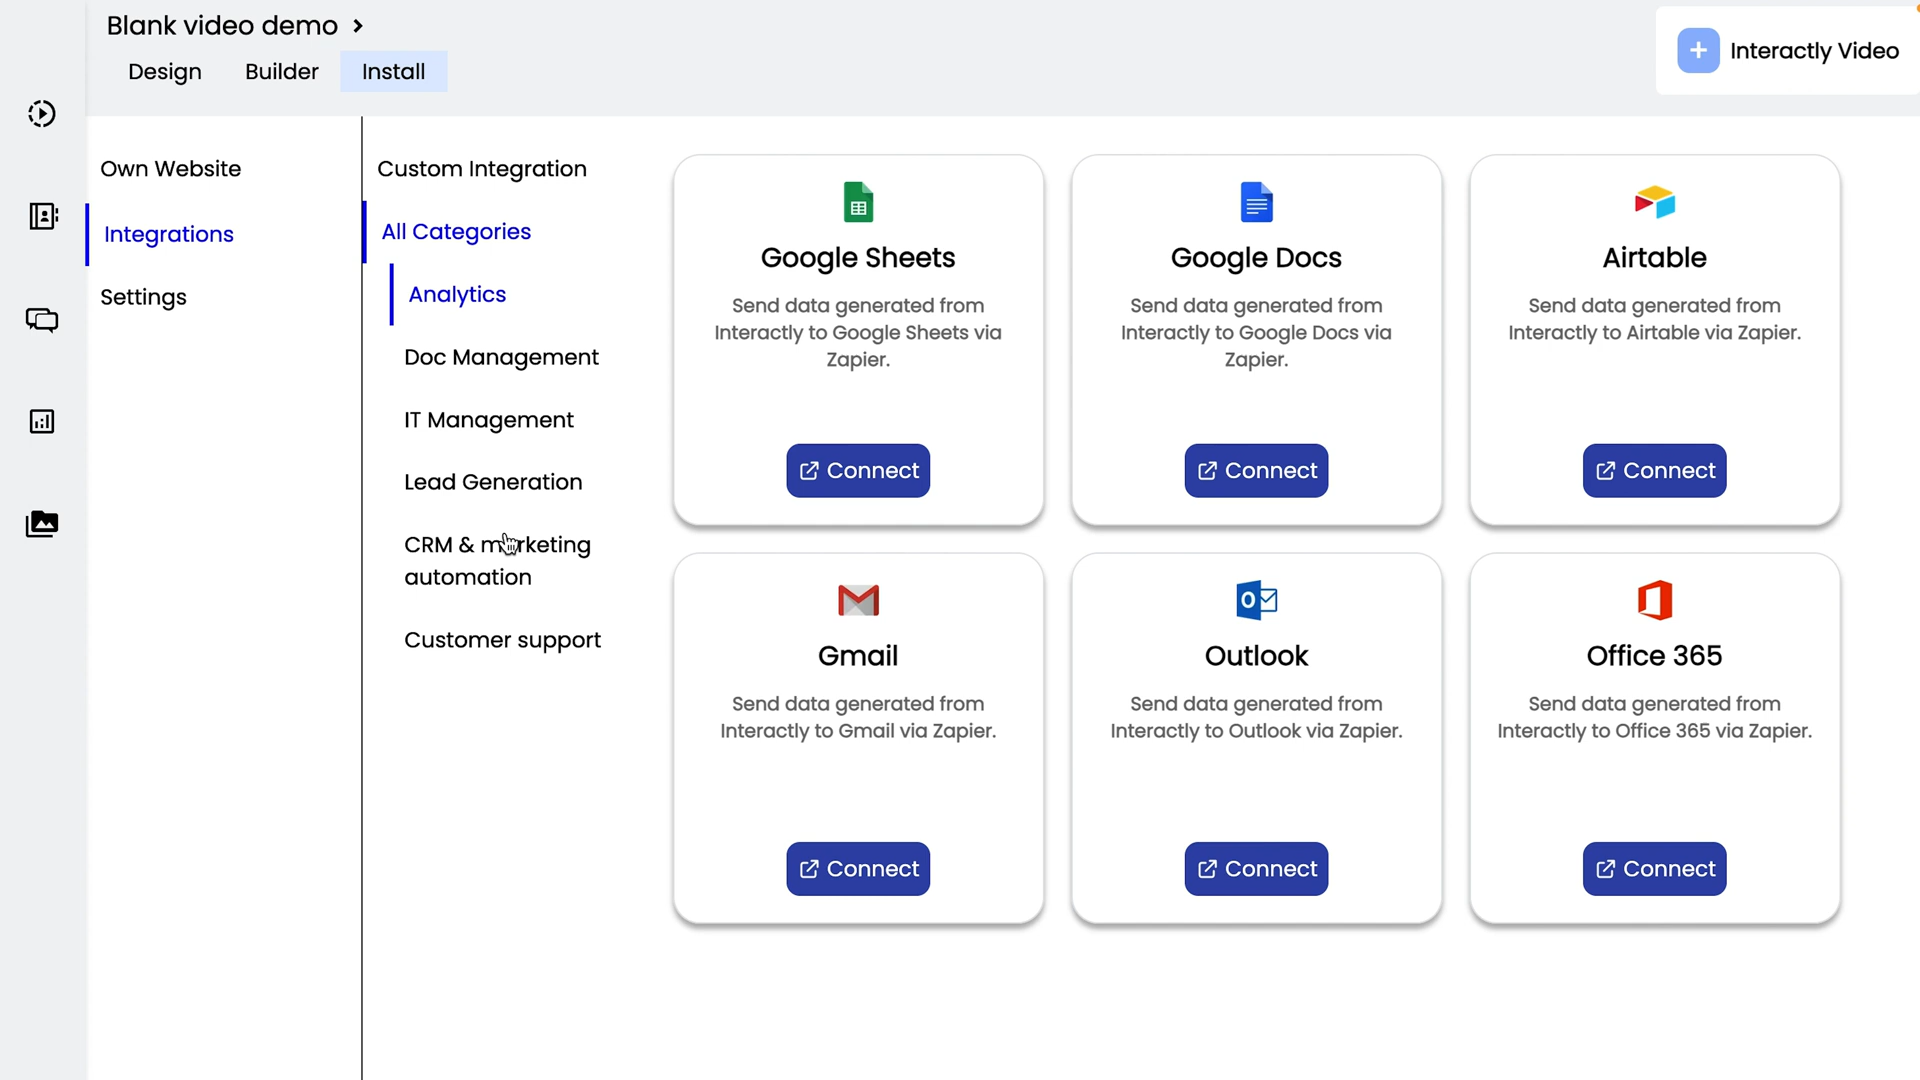 Blank video demo
Design
Builder
Install
Interactly Video
Own Website
Integrations
Settings
Custom Integration
All Categories
Analytics
Doc Management
IT Management
Lead Generation
CRM & marketing
automation
Customer support
Google Sheets
Send data generated from
Interactly to Google Sheets via
Zapier.
Connect
Google Docs
Send data generated from
Interactly to Google Docs via
Zapier.
Connect
Airtable
Send data generated from
Interactly to Airtable via Zapier.
Connect
Gmail
Send data generated from
Interactly to Gmail via Zapier.
Connect
Outlook
Send data generated from
Interactly to Outlook via Zapier.
Connect
Office 365
Send data generated from
Interactly to Office 365 via Zapier.
Connect